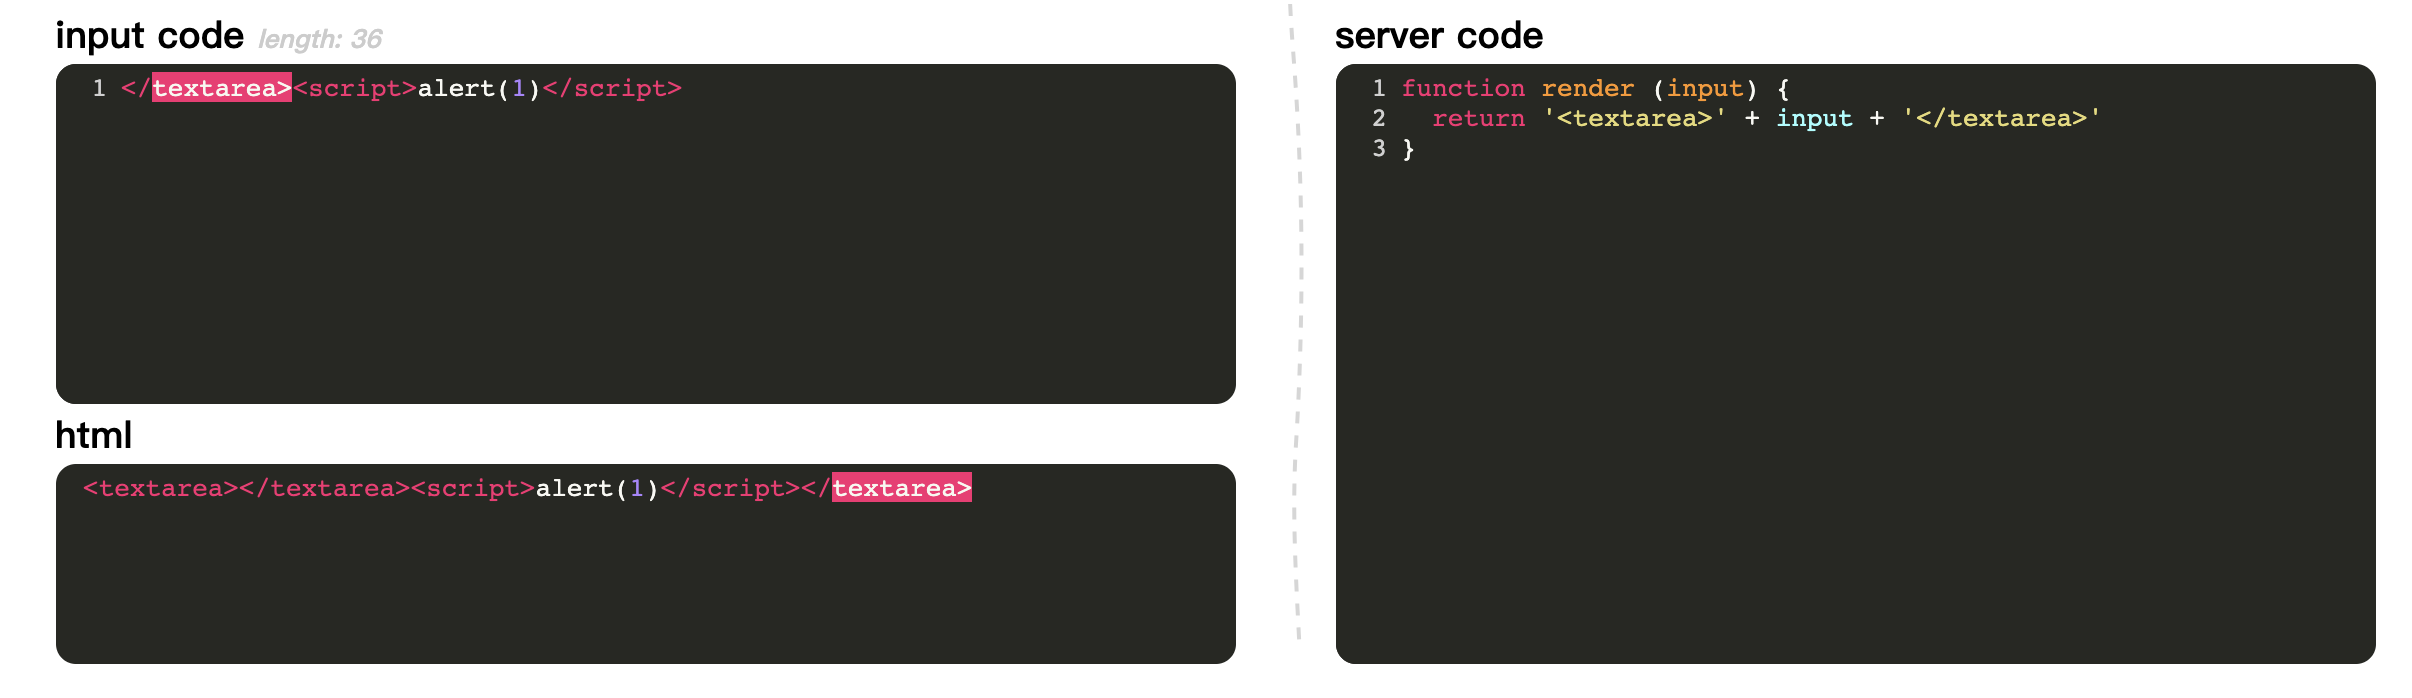 input code length: 36
1 </textarea><script>alert(1)</script>
html
<textarea></textarea><script>alert(1)</script></textarea>
server code
1 function render (input) {
2   return '<textarea>' + input + '</textarea>'
3 }